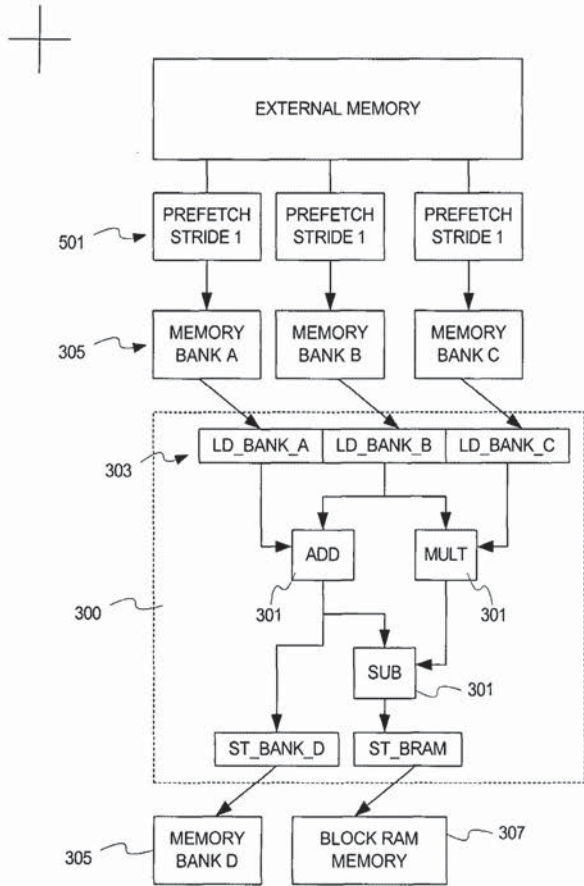 EXTERNAL MEMORY
PREFETCH
STRIDE 1
PREFETCH
STRIDE 1
PREFETCH
STRIDE 1
501
MEMORY
BANK A
MEMORY
BANK B
MEMORY
BANK C
305
LD_BANK_A
LD_BANK_B
LD_BANK_C
303
ADD
MULT
301
301
300
SUB
301
ST_BANK_D
ST_BRAM
305
MEMORY
BANK D
BLOCK RAM
MEMORY
307